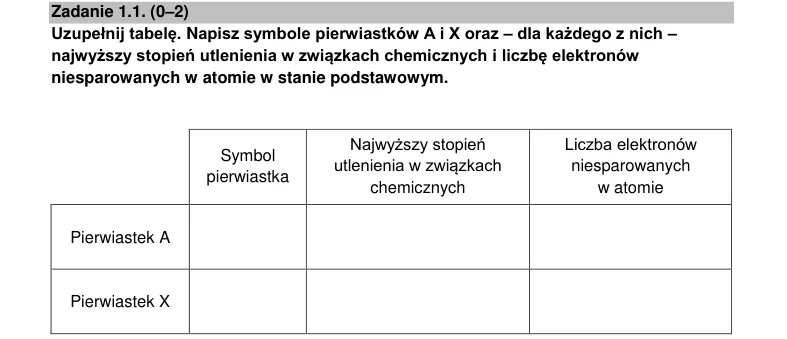 Zadanie 1.1. (0–2)
Uzupełnij tabelę. Napisz symbole pierwiastków A i X oraz – dla każdego z nich –
najwyższy stopień utlenienia w związkach chemicznych i liczbę elektronów
niesparowanych w atomie w stanie podstawowym.
Symbol
pierwiastka
Najwyższy stopień
utlenienia w związkach
chemicznych
Liczba elektronów
niesparowanych
w atomie
Pierwiastek A
Pierwiastek X